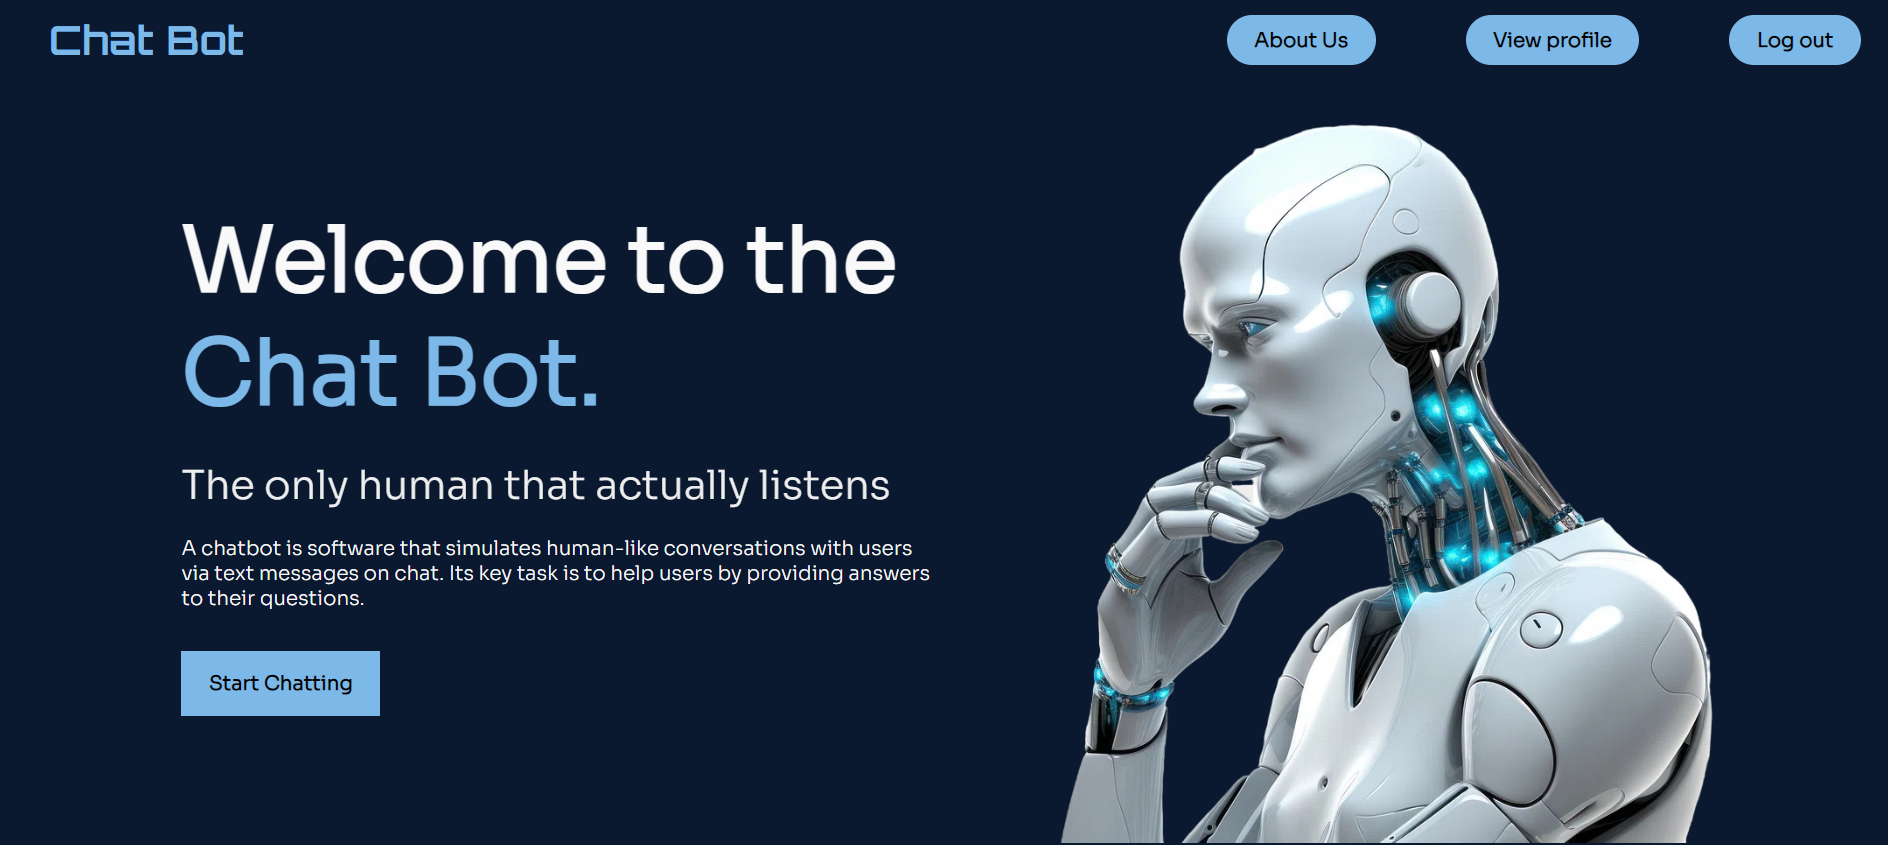 Chat Bot
About Us
View profile
Log out
Welcome to the
Chat Bot.
The only human that actually listens
A chatbot is software that simulates human-like conversations with users
via text messages on chat. Its key task is to help users by providing answers
to their questions.
Start Chatting